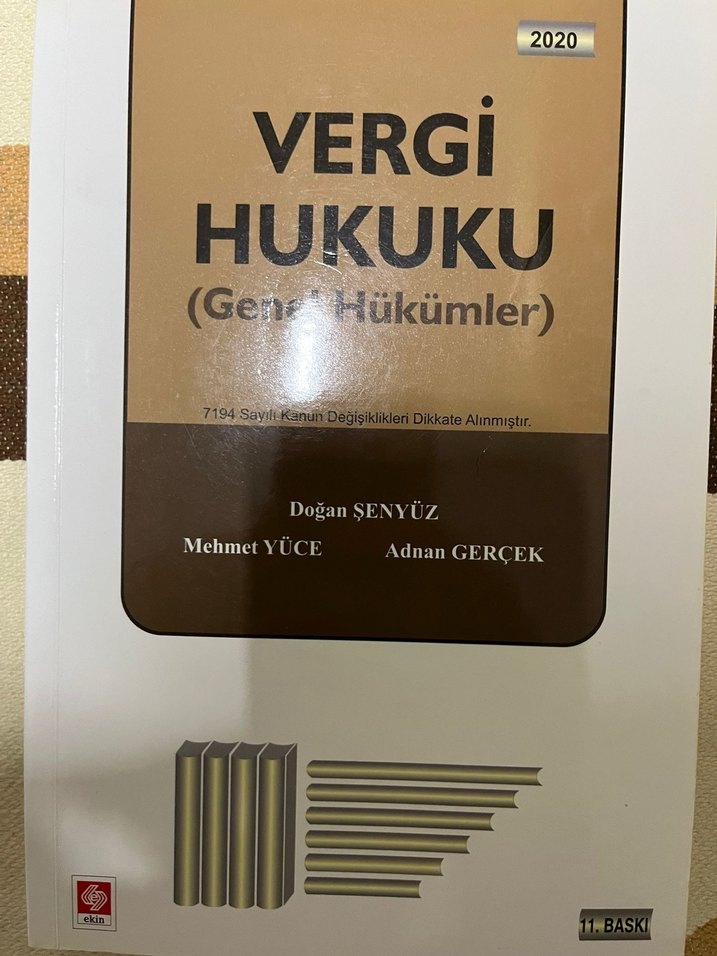 2020
VERGİ
HUKUKU
(Genel Hükümler)
7194 Sayılı Kanun Değişiklikleri Dikkate Alınmıştır.
Doğan ŞENYÜZ
Mehmet YÜCE Adnan GERÇEK
ekin
11. BASKI